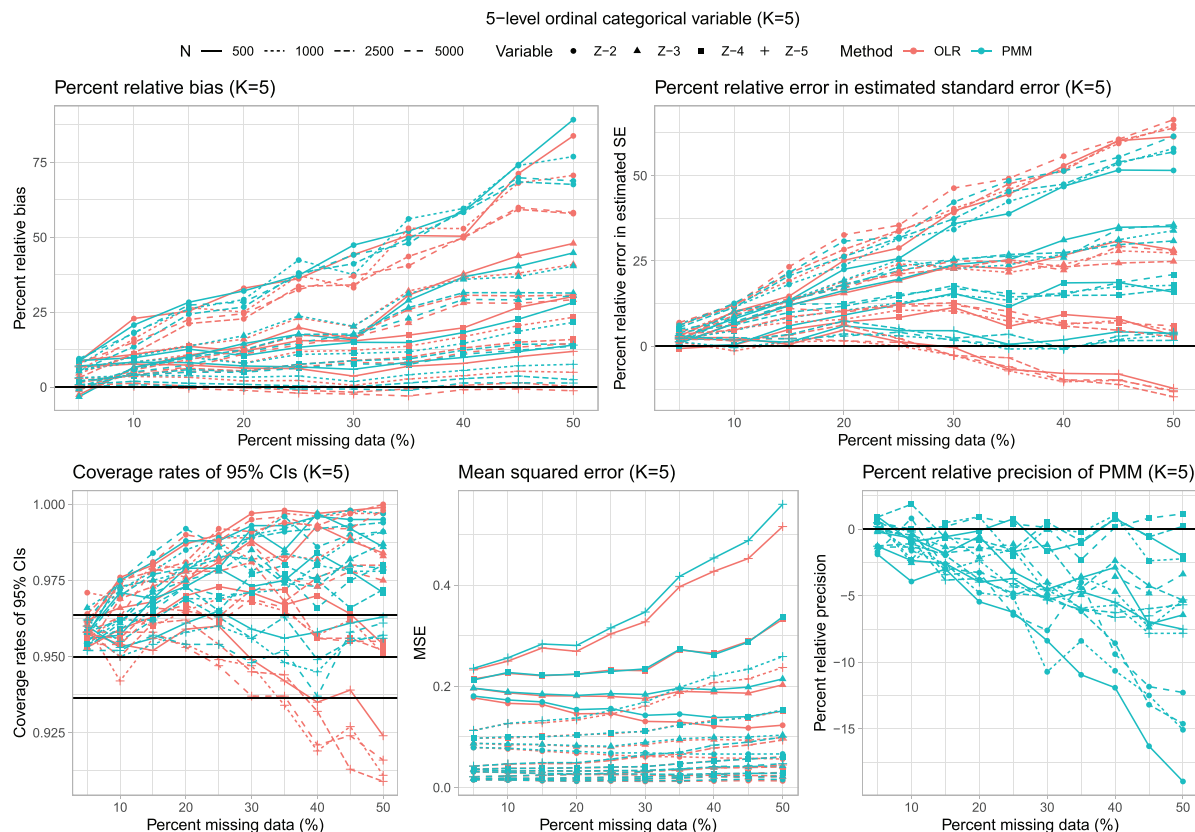 5-level ordinal categorical variable (K=5)
N 500 1000 2500 5000 Variable Z-2 Z-3 Z-4 Z-5 Method OLR PMM
Percent relative bias (K=5)
Percent relative bias
75
50
25
0
10 20 30 40 50
Percent missing data (%)
Percent relative error in estimated standard error (K=5)
Percent relative error in estimated SE
50
25
0
10 20 30 40 50
Percent missing data (%)
Coverage rates of 95% CIs (K=5)
Coverage rates of 95% CIs
1.000
0.975
0.950
0.925
10 20 30 40 50
Percent missing data (%)
Mean squared error (K=5)
MSE
0.4
0.2
0.0
10 20 30 40 50
Percent missing data (%)
Percent relative precision of PMM (K=5)
Percent relative precision
0
−5
−10
−15
10 20 30 40 50
Percent missing data (%)